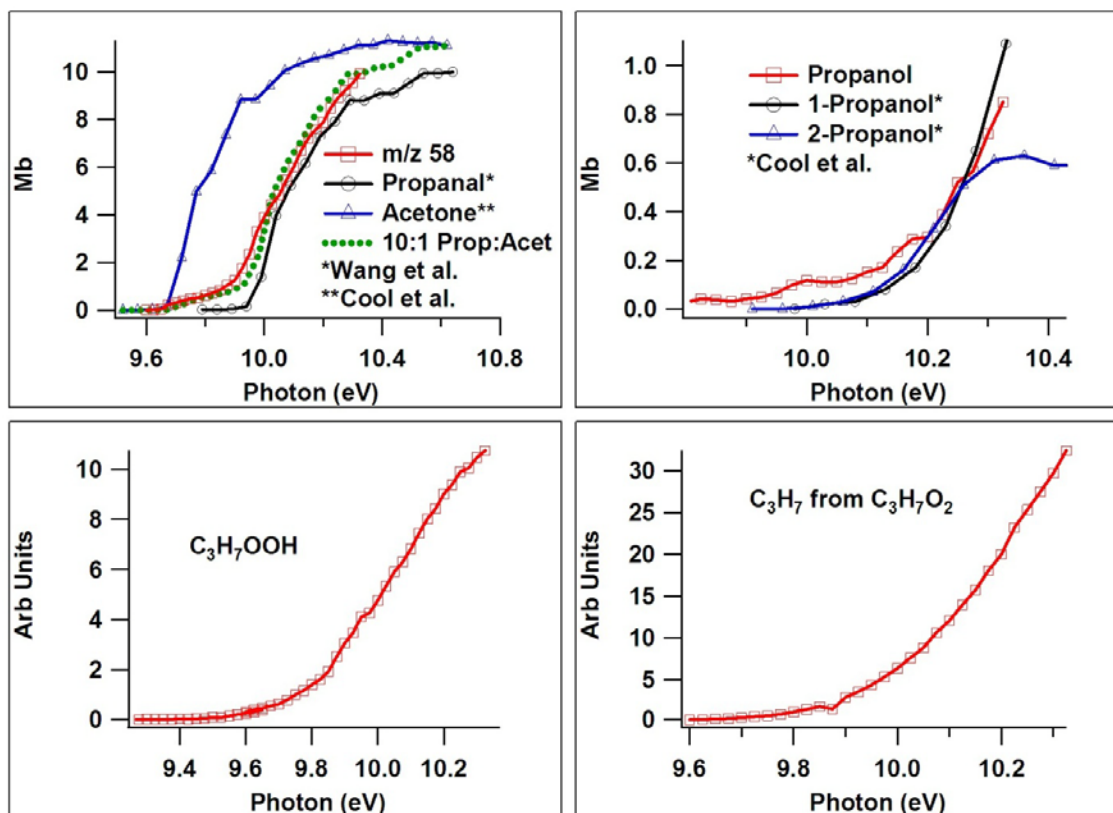 10
8
6
4
2
0
Mb
m/z 58
Propanal*
Acetone**
10:1 Prop:Acet
*Wang et al.
**Cool et al.
9.6
10.0
10.4
10.8
Photon (eV)
1.0
0.8
0.6
0.4
0.2
0.0
Mb
Propanol
1-Propanol*
2-Propanol*
*Cool et al.
10.0
10.2
10.4
Photon (eV)
10
8
6
4
2
0
Arb Units
C₃H₇OOH
9.4
9.6
9.8
10.0
10.2
Photon (eV)
30
25
20
15
10
5
0
Arb Units
C₃H₇ from C₃H₇O₂
9.6
9.8
10.0
10.2
Photon (eV)